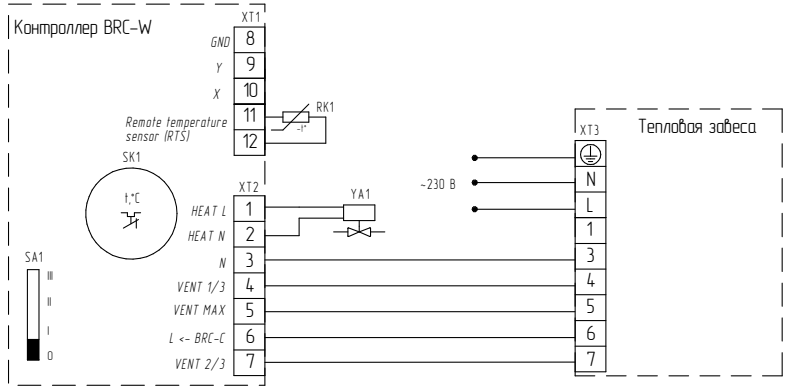 XT1
Контроллер BRC-W
GND 8
Y 9
X 10
11
RK1
-t°
Remote temperature
sensor (RTS)
12
XT3
Тепловая завеса
SK1
t,°C
~230 В
N
L
XT2
YA1
HEAT L 1
1
HEAT N 2
N 3
3
VENT 1/3 4
4
SA1
III
II
I
0
VENT MAX 5
5
L <- BRC-C 6
6
VENT 2/3 7
7